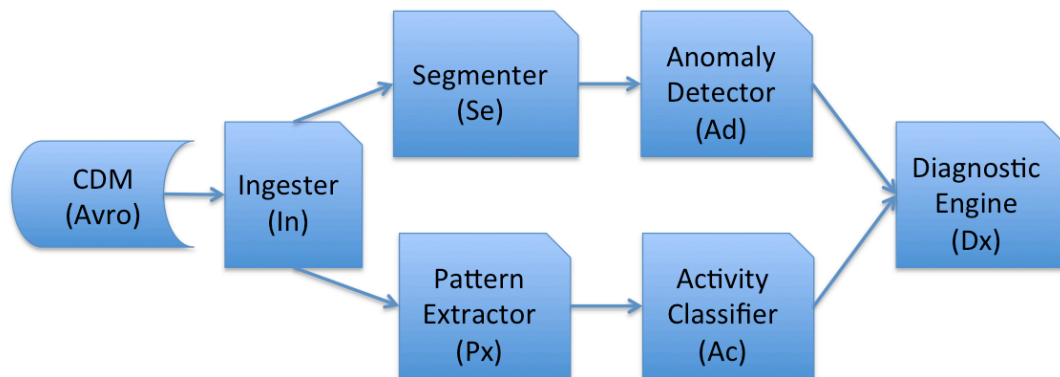 CDM
(Avro)
Ingester
(In)
Segmenter
(Se)
Anomaly
Detector
(Ad)
Pattern
Extractor
(Px)
Activity
Classifier
(Ac)
Diagnostic
Engine
(Dx)